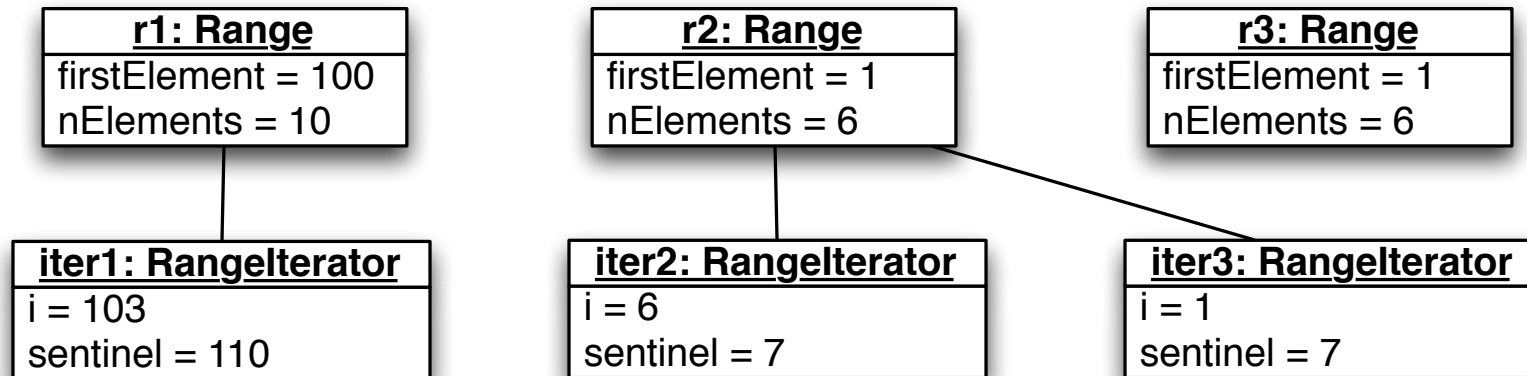 r1: Range
firstElement = 100
nElements = 10
r2: Range
firstElement = 1
nElements = 6
r3: Range
firstElement = 1
nElements = 6
iter1: RangeIterator
i = 103
sentinel = 110
iter2: RangeIterator
i = 6
sentinel = 7
iter3: RangeIterator
i = 1
sentinel = 7